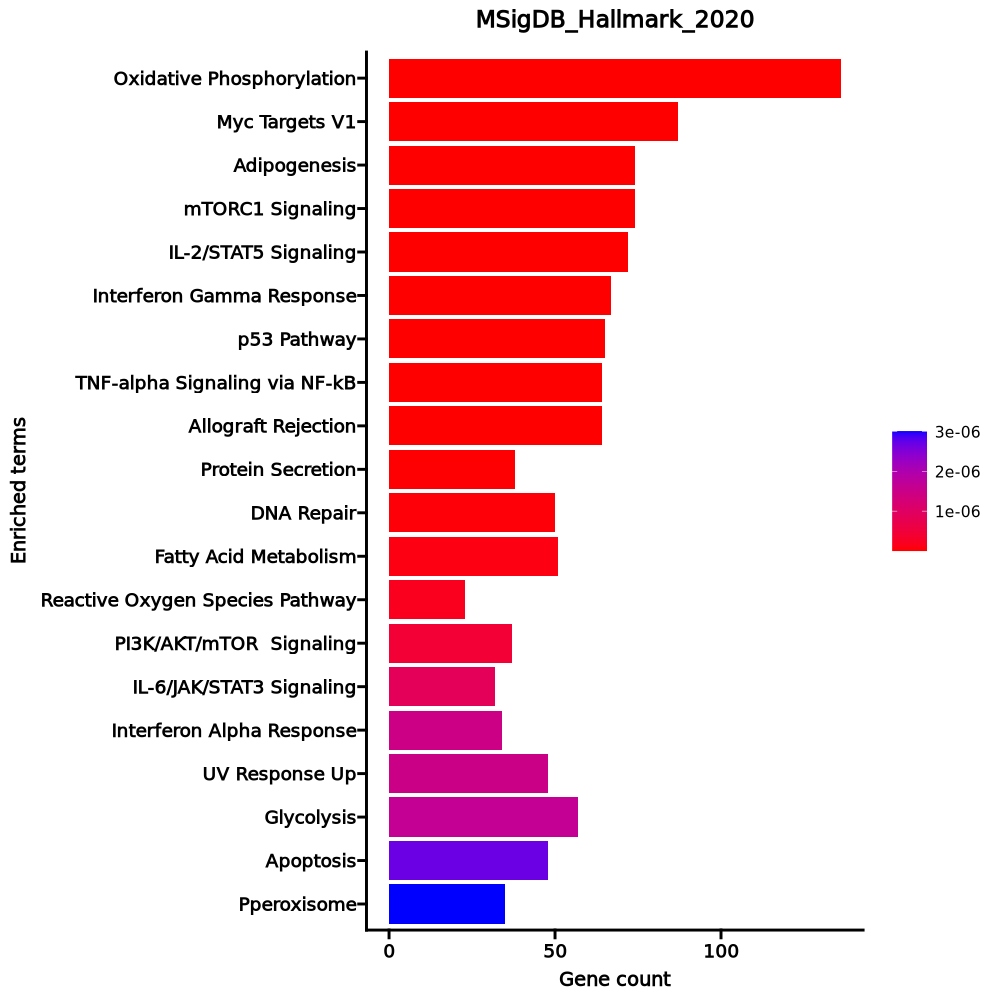 MSigDB_Hallmark_2020
Oxidative Phosphorylation
Myc Targets V1
Adipogenesis
mTORC1 Signaling
IL-2/STAT5 Signaling
Interferon Gamma Response
p53 Pathway
TNF-alpha Signaling via NF-kB
Allograft Rejection
Protein Secretion
DNA Repair
Fatty Acid Metabolism
Reactive Oxygen Species Pathway
PI3K/AKT/mTOR  Signaling
IL-6/JAK/STAT3 Signaling
Interferon Alpha Response
UV Response Up
Glycolysis
Apoptosis
Pperoxisome
Enriched terms
0 50 100
Gene count
3e-06
2e-06
1e-06